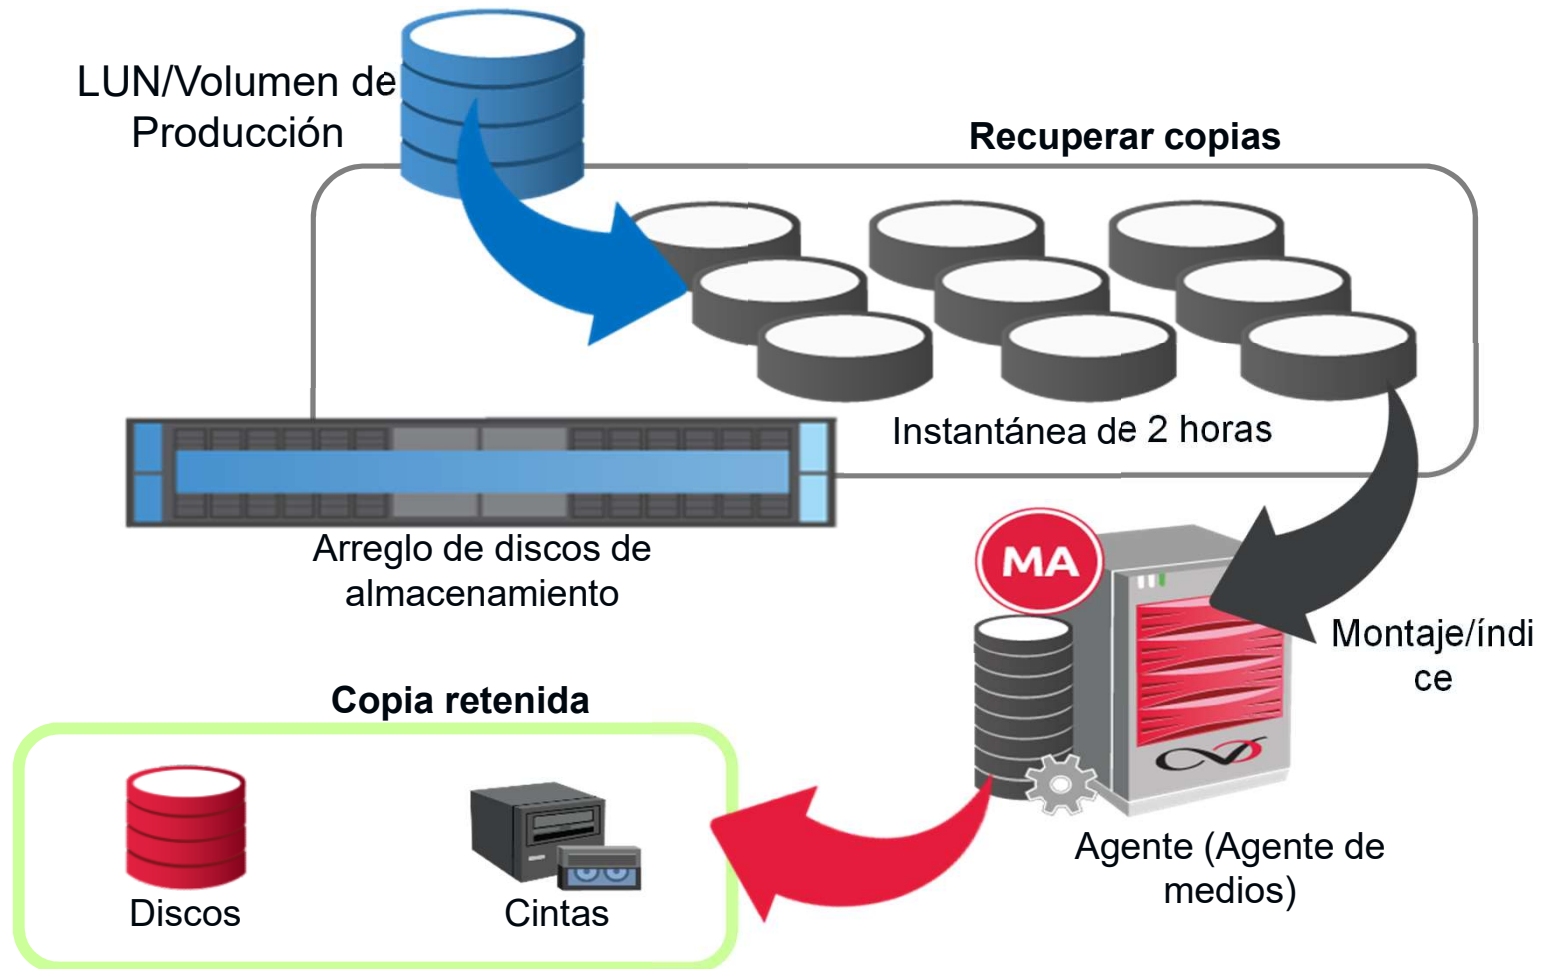 LUN/Volumen de
Producción
Recuperar copias
Instantánea de 2 horas
Arreglo de discos de
almacenamiento
MA
Montaje/índi
ce
Copia retenida
Agente (Agente de
medios)
Discos
Cintas